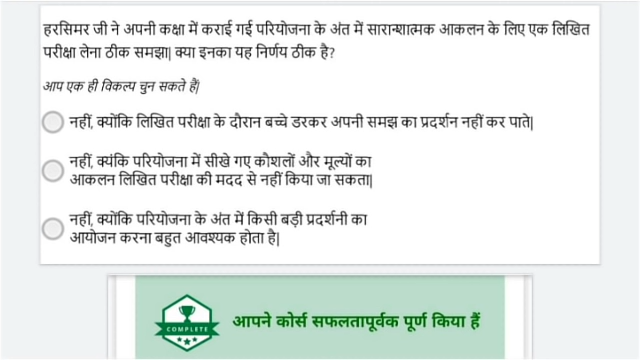 हरसिमर जी ने अपनी कक्षा में कराई गई परियोजना के अंत में सारान्शात्मक आकलन के लिए एक लिखित
परीक्षा लेना ठीक समझा| क्या इनका यह निर्णय ठीक है?
आप एक ही विकल्प चुन सकते हैं|
नहीं, क्योंकि लिखित परीक्षा के दौरान बच्चे डरकर अपनी समझ का प्रदर्शन नहीं कर पाते|
नहीं, क्यंकि परियोजना में सीखे गए कौशलों और मूल्यों का
आकलन लिखित परीक्षा की मदद से नहीं किया जा सकता|
नहीं, क्योंकि परियोजना के अंत में किसी बड़ी प्रदर्शनी का
आयोजन करना बहुत आवश्यक होता है|
COMPLETE
आपने कोर्स सफलतापूर्वक पूर्ण किया हैं